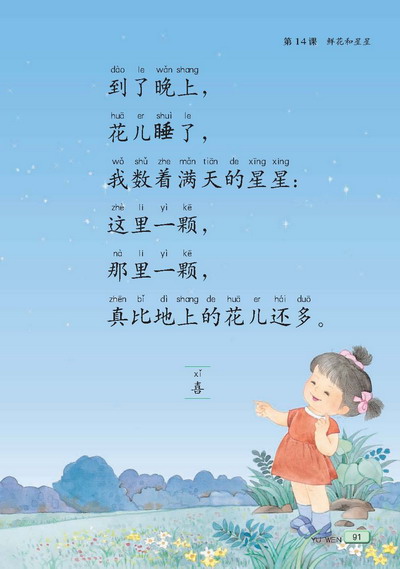 第14课 鲜花和星星
dào le wǎn shang
到了晚上，
huā er shuì le
花儿睡了，
wǒ shǔ zhe mǎn tiān de xīng xing
我数着满天的星星：
zhè lǐ yì kē
这里一颗，
nà lǐ yì kē
那里一颗，
zhēn bǐ dì shang de huā er hái duō
真比地上的花儿还多。
xǐ
喜
YU WEN 91